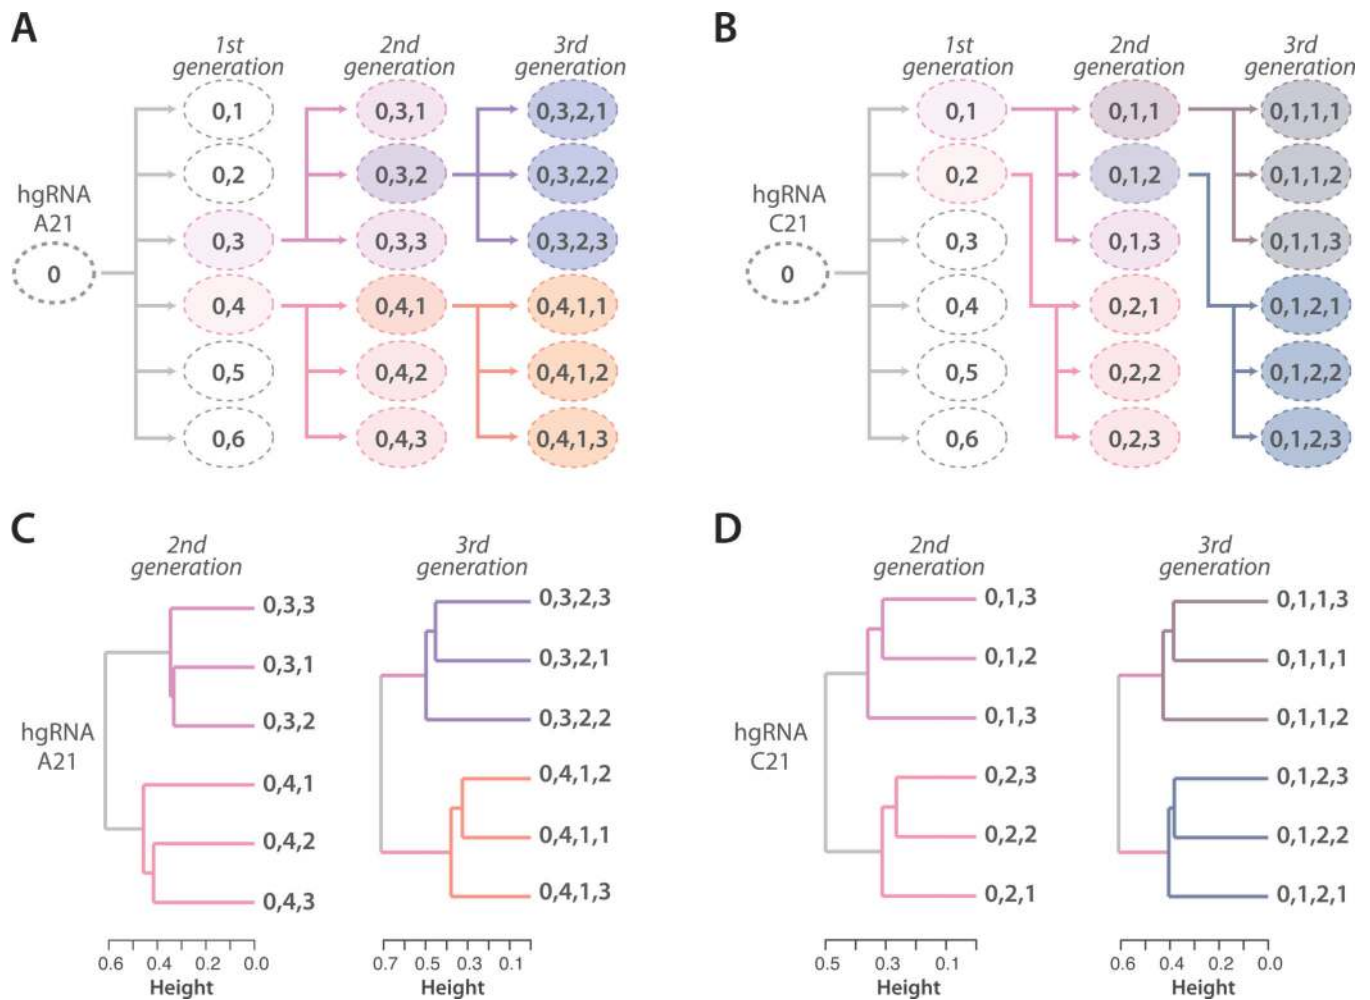 A
1st
generation
2nd
generation
3rd
generation
hgRNA
A21
0
0,1
0,2
0,3
0,4
0,5
0,6
0,3,1
0,3,2
0,3,3
0,4,1
0,4,2
0,4,3
0,3,2,1
0,3,2,2
0,3,2,3
0,4,1,1
0,4,1,2
0,4,1,3
B
1st
generation
2nd
generation
3rd
generation
hgRNA
C21
0
0,1
0,2
0,3
0,4
0,5
0,6
0,1,1
0,1,2
0,1,3
0,2,1
0,2,2
0,2,3
0,1,1,1
0,1,1,2
0,1,1,3
0,1,2,1
0,1,2,2
0,1,2,3
C
2nd
generation
hgRNA
A21
0,3,3
0,3,1
0,3,2
0,4,1
0,4,2
0,4,3
0.6 0.4 0.2 0.0
Height
3rd
generation
0,3,2,3
0,3,2,1
0,3,2,2
0,4,1,2
0,4,1,1
0,4,1,3
0.7 0.5 0.3 0.1
Height
D
2nd
generation
hgRNA
C21
0,1,3
0,1,2
0,1,3
0,2,3
0,2,2
0,2,1
0.5 0.3 0.1
Height
3rd
generation
0,1,1,3
0,1,1,1
0,1,1,2
0,1,2,3
0,1,2,2
0,1,2,1
0.6 0.4 0.2 0.0
Height